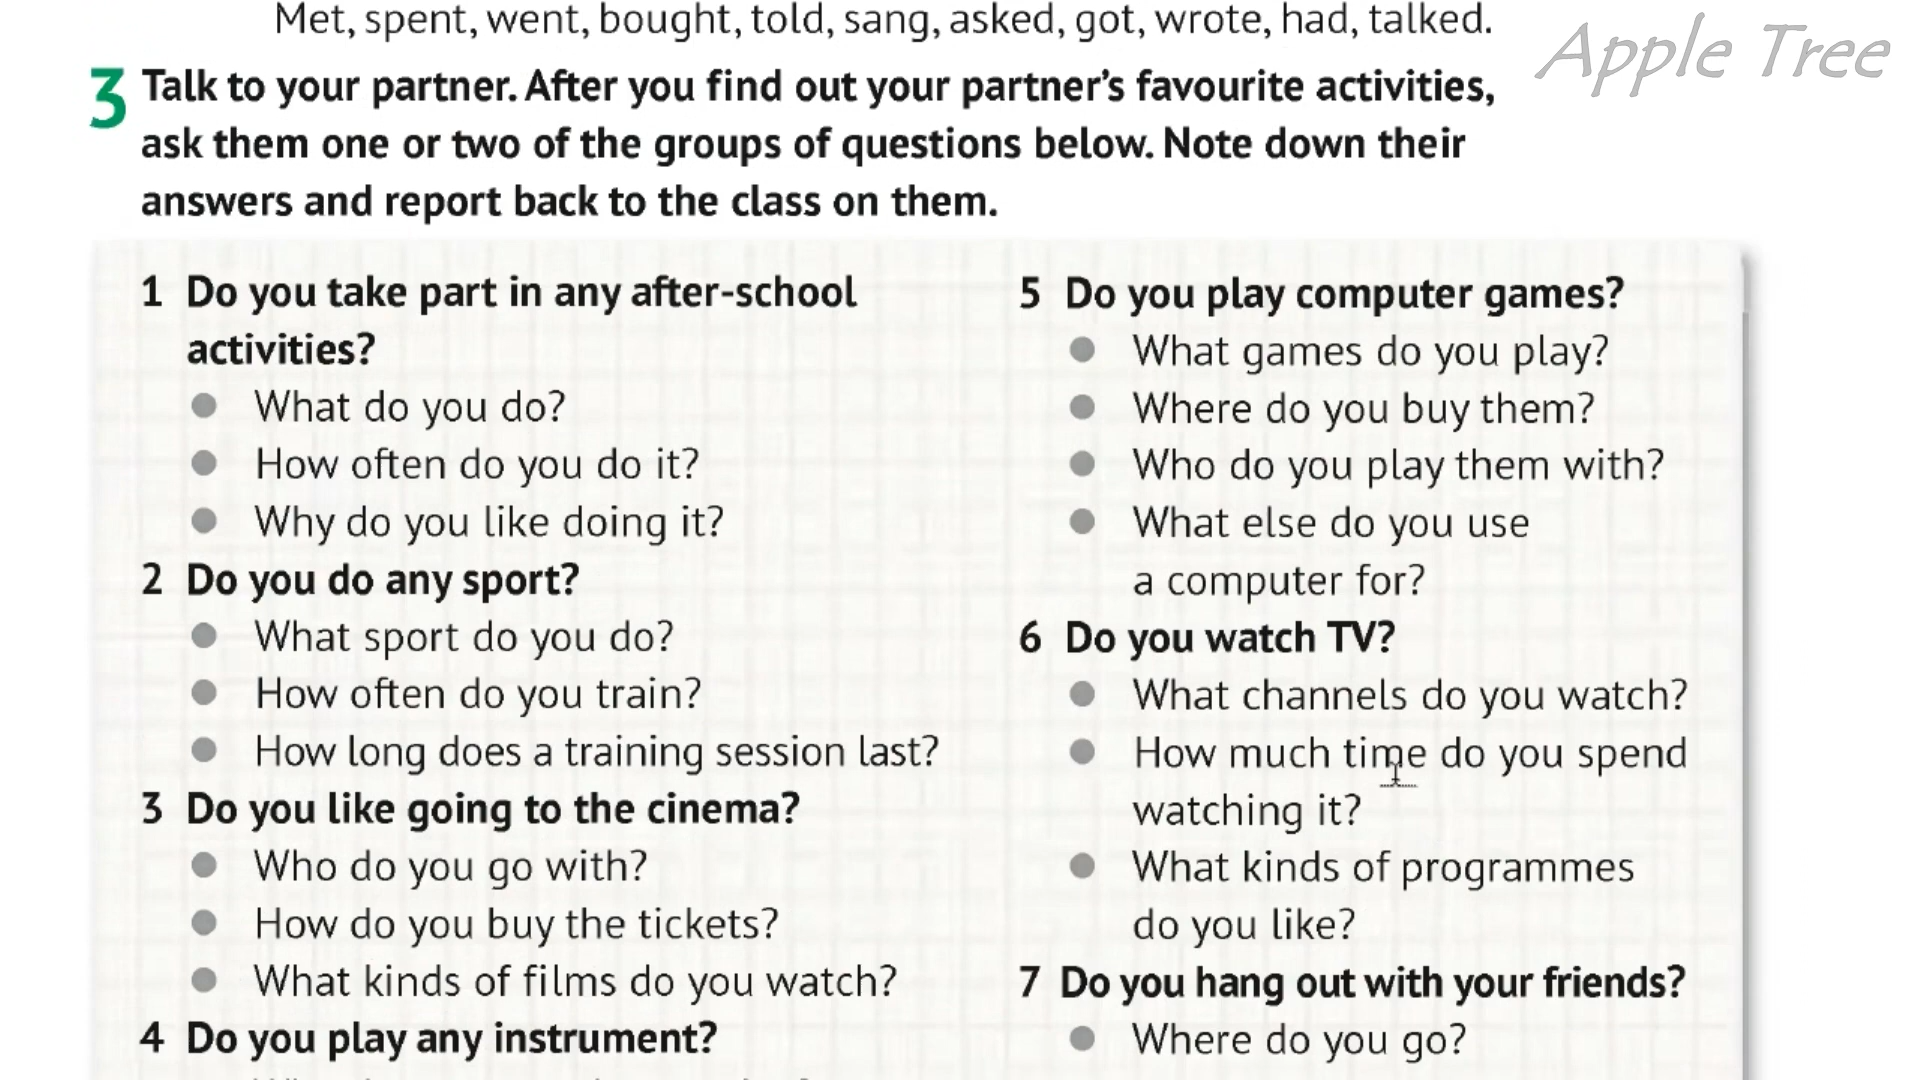 Met, spent, went, bought, told, sang, asked, got, wrote, had, talked.
Apple Tree
3 Talk to your partner. After you find out your partner's favourite activities,
ask them one or two of the groups of questions below. Note down their
answers and report back to the class on them.
1 Do you take part in any after-school
activities?
● What do you do?
● How often do you do it?
● Why do you like doing it?
2 Do you do any sport?
● What sport do you do?
● How often do you train?
● How long does a training session last?
3 Do you like going to the cinema?
● Who do you go with?
● How do you buy the tickets?
● What kinds of films do you watch?
4 Do you play any instrument?
5 Do you play computer games?
● What games do you play?
● Where do you buy them?
● Who do you play them with?
● What else do you use
a computer for?
6 Do you watch TV?
● What channels do you watch?
● How much time do you spend
watching it?
● What kinds of programmes
do you like?
7 Do you hang out with your friends?
● Where do you go?